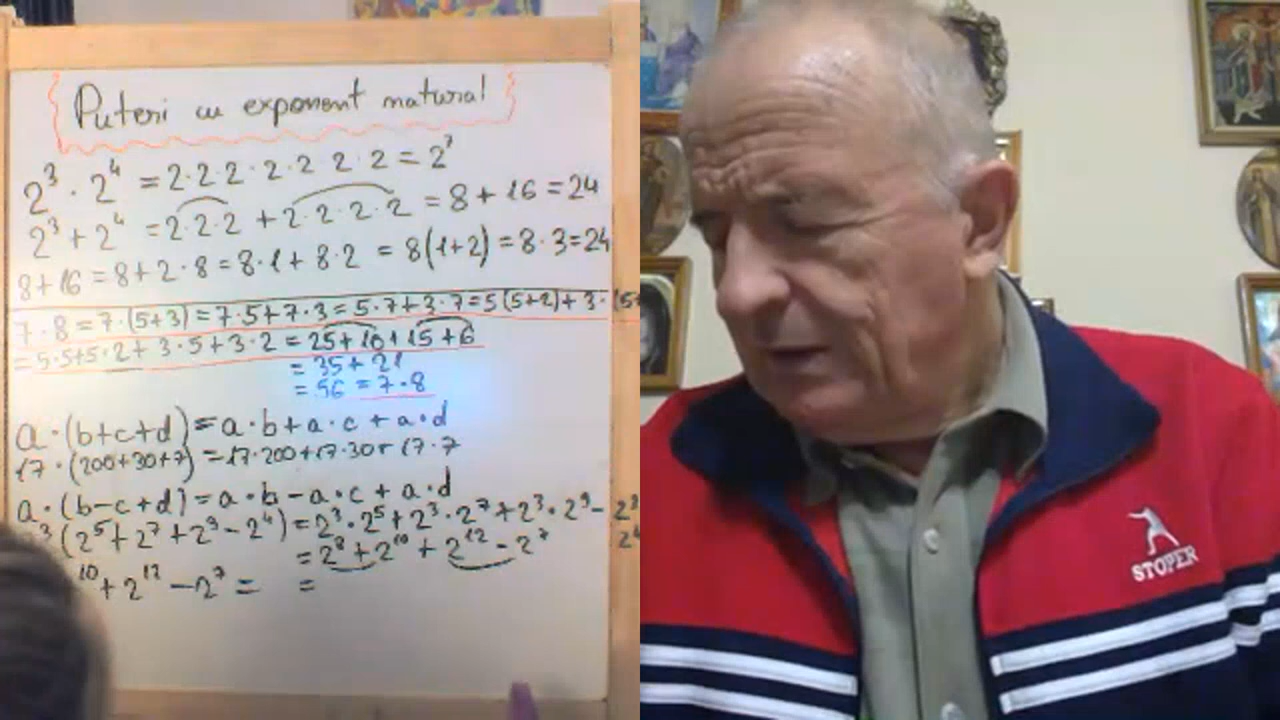 Puteri cu exponent natural
2³ · 2⁴ = 2·2·2·2·2 2·2 = 2⁷
2³ + 2⁴ = 2·2·2 + 2·2·2·2 = 8 + 16 = 24
8+16 = 8+2·8 = 8·1 + 8·2 = 8(1+2) = 8·3=24
7·8 = 7·(5+3) = 7·5+7·3 = 5·7+3·7=5(5+2)+3·(5+
=5·5+5·2+3·5+3·2 = 25+10+15+6
= 35 + 21
= 56 = 7·8
a·(b+c+d) = a·b+a·c+a·d
17·(200+30+7) = 17·200+17·30+17·7
a·(b-c+d) = a·b-a·c+a·d
³(2⁵+2⁷+2⁹-2⁴) = 2³·2⁵+2³·2⁷+2³·2⁹-2³
= 2⁸+2¹⁰+2¹²-2⁷
¹⁰+2¹²-2⁷ = =
STOPER